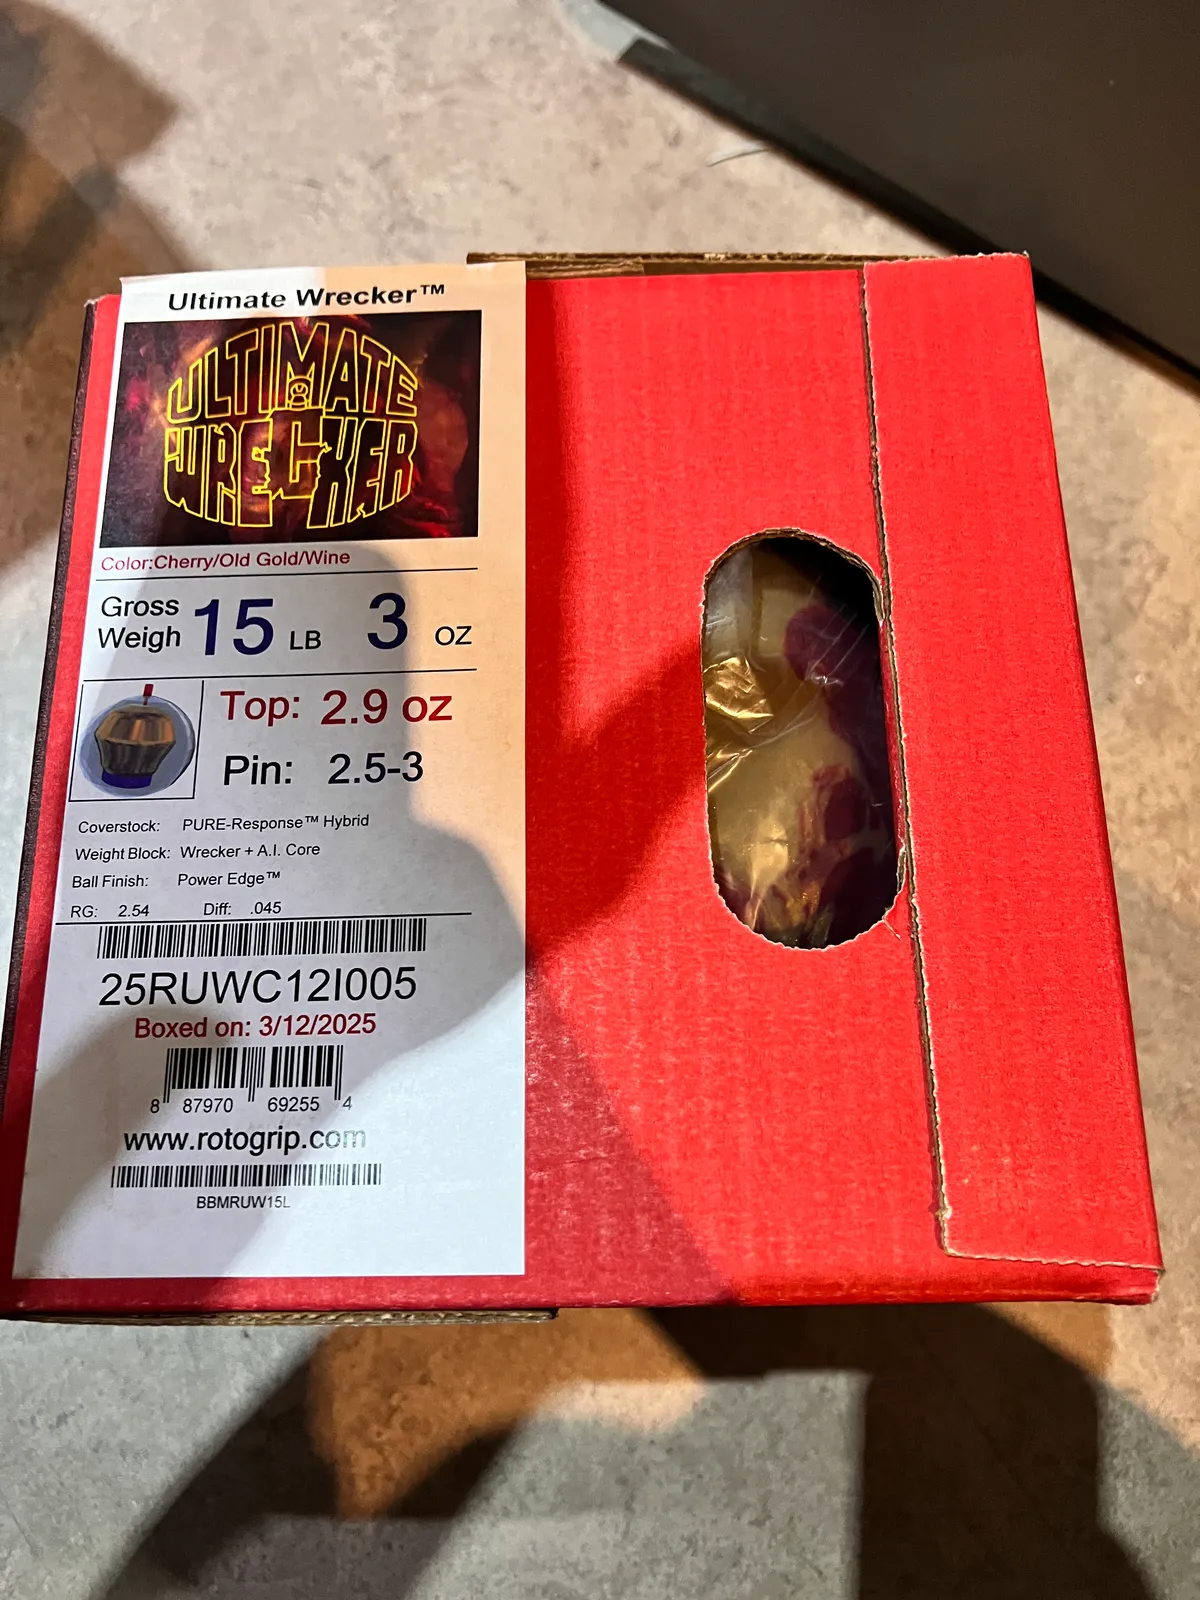 Ultimate Wrecker™
ULTIMATE
WRECKER
Color:Cherry/Old Gold/Wine
Gross
Weigh 15 LB 3 OZ
Top: 2.9 oz
Pin: 2.5-3
Coverstock: PURE-Response™ Hybrid
Weight Block: Wrecker + A.I. Core
Ball Finish: Power Edge™
RG: 2.54 Diff: .045
25RUWC12I005
Boxed on: 3/12/2025
8 87970 69255 4
www.rotogrip.com
BBMRUW15L